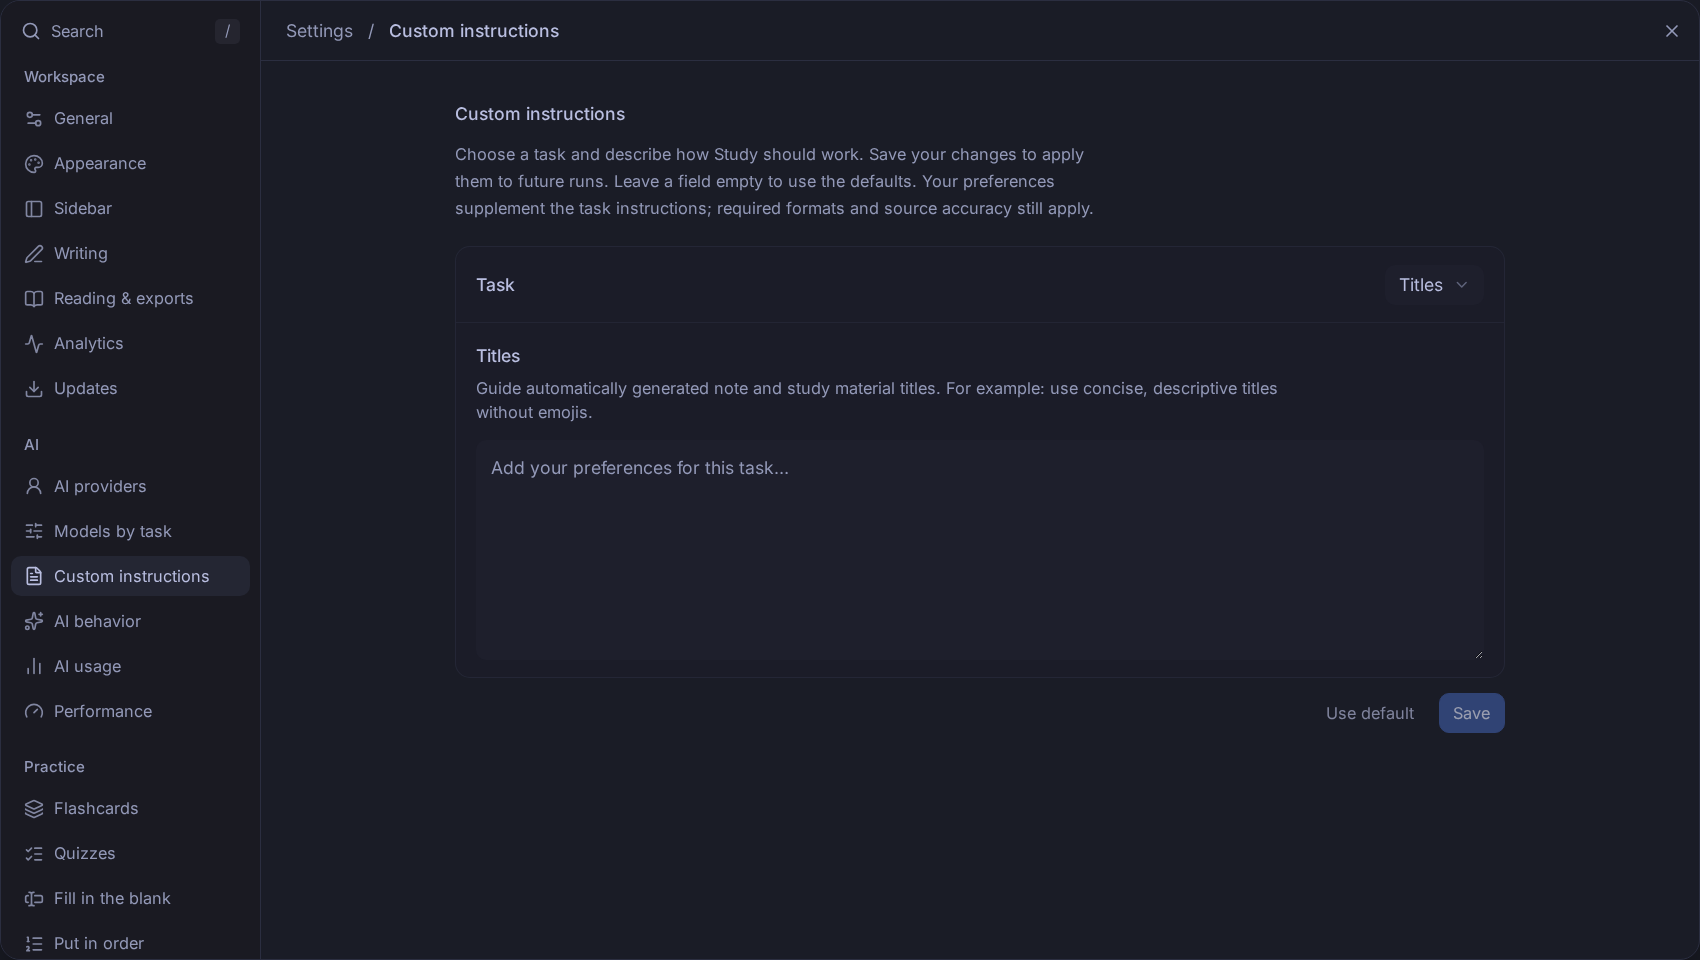 Search
/
Workspace
General
Appearance
Sidebar
Writing
Reading & exports
Analytics
Updates
AI
AI providers
Models by task
Custom instructions
AI behavior
AI usage
Performance
Practice
Flashcards
Quizzes
Fill in the blank
Put in order
Settings / Custom instructions
Custom instructions
Choose a task and describe how Study should work. Save your changes to apply
them to future runs. Leave a field empty to use the defaults. Your preferences
supplement the task instructions; required formats and source accuracy still apply.
Task
Titles
Titles
Guide automatically generated note and study material titles. For example: use concise, descriptive titles
without emojis.
Add your preferences for this task...
Use default
Save